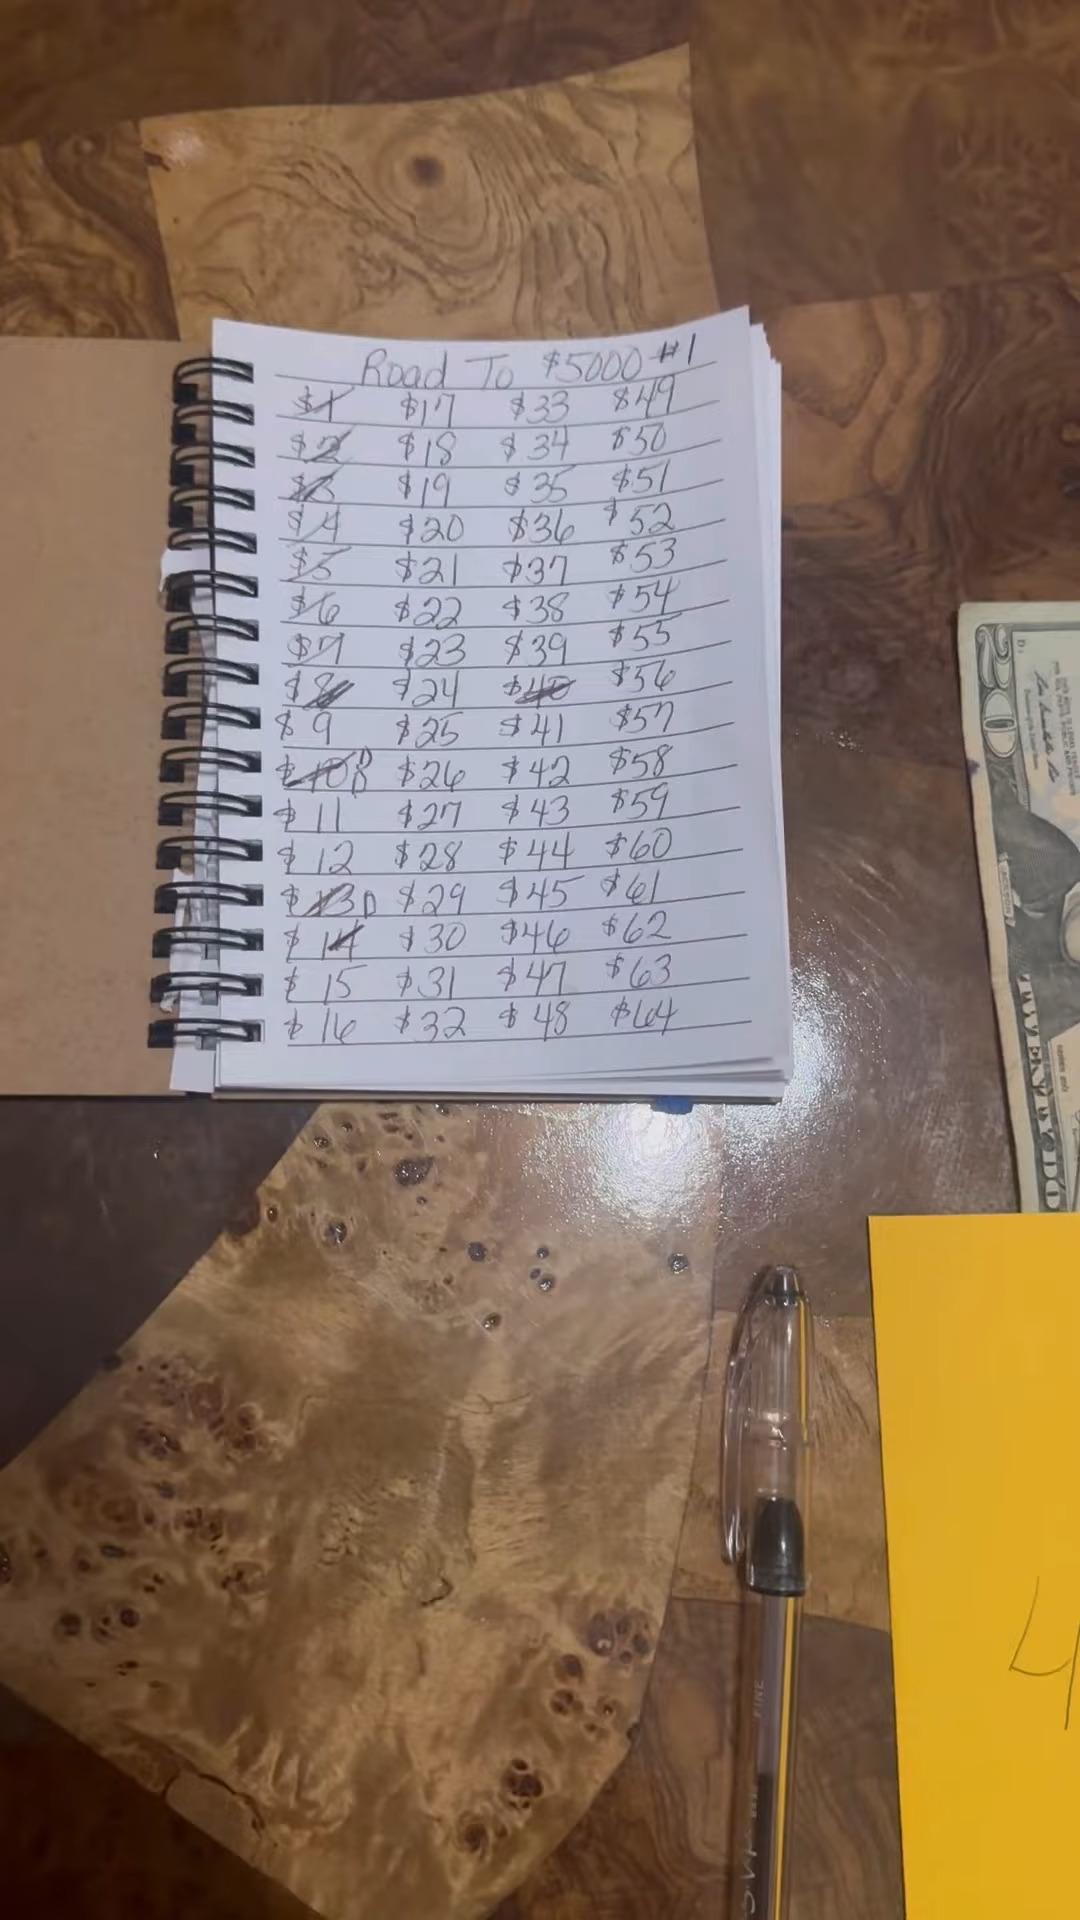 Road To $5000 #1
$1 $17 $33 $49
$2 $18 $34 $50
$3 $19 $35 $51
$4 $20 $36 $52
$5 $21 $37 $53
$6 $22 $38 $54
$7 $23 $39 $55
$8 $24 $40 $56
$9 $25 $41 $57
$10 $26 $42 $58
$11 $27 $43 $59
$12 $28 $44 $60
$13 $29 $45 $61
$14 $30 $46 $62
$15 $31 $47 $63
$16 $32 $48 $64
20
FINE
4